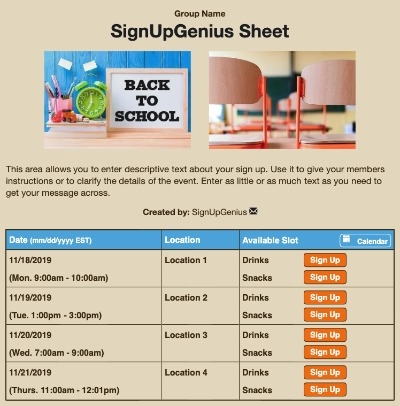 Group Name
SignUpGenius Sheet
BACK
TO
SCHOOL
This area allows you to enter descriptive text about your sign up. Use it to give your members
instructions or to clarify the details of the event. Enter as little or as much text as you need to
get your message across.
Created by: SignUpGenius
Date (mm/dd/yyyy EST) Location Available Slot Calendar
11/18/2019 Location 1 Drinks Sign Up
(Mon. 9:00am - 10:00am) Snacks Sign Up
11/19/2019 Location 2 Drinks Sign Up
(Tue. 1:00pm - 3:00pm) Snacks Sign Up
11/20/2019 Location 3 Drinks Sign Up
(Wed. 7:00am - 9:00am) Snacks Sign Up
11/21/2019 Location 4 Drinks Sign Up
(Thurs. 11:00am - 12:01pm) Snacks Sign Up